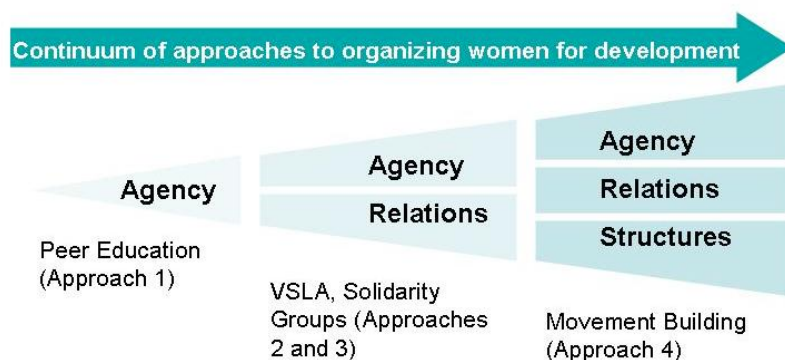 Continuum of approaches to organizing women for development
Agency
Peer Education
(Approach 1)
Agency
Relations
VSLA, Solidarity
Groups (Approaches
2 and 3)
Agency
Relations
Structures
Movement Building
(Approach 4)